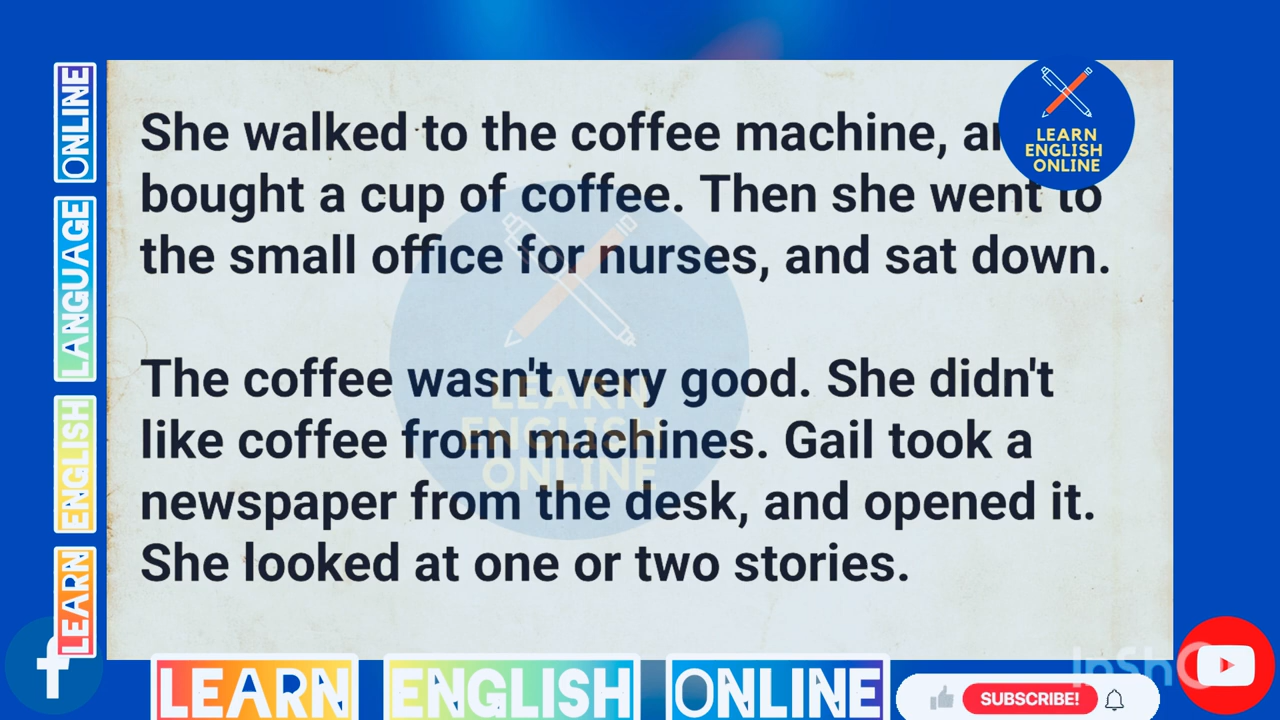 She walked to the coffee machine,
bought a cup of coffee. Then she went to
the small office for nurses, and sat down.
The coffee wasn't very good. She didn't
like coffee from machines. Gail took a
newspaper from the desk, and opened it.
She looked at one or two stories.
LEARN
ENGLISH
ONLINE
LEARN
ENGLISH
ONLINE
LEARN ENGLISH LANGUAGE ONLINE
LEARN ENGLISH ONLINE
SUBSCRIBE!
f